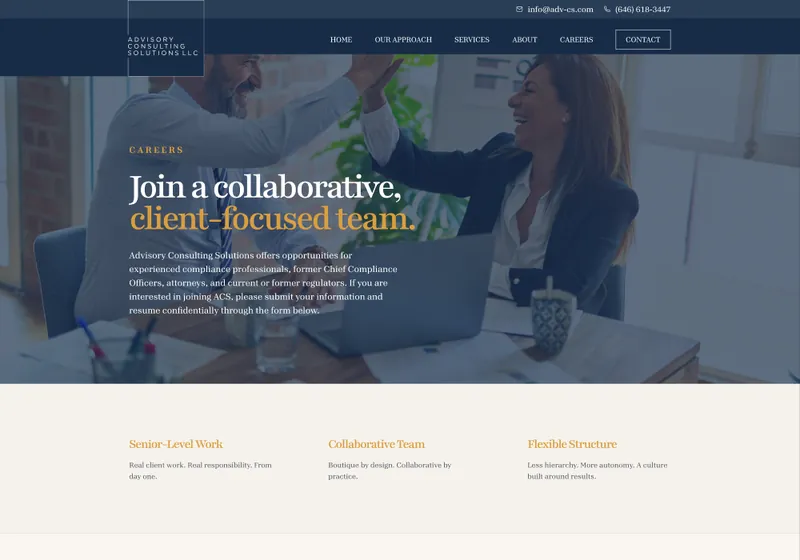 info@adv-cs.com (646) 618-3447
ADVISORY
CONSULTING
SOLUTIONS LLC
HOME OUR APPROACH SERVICES ABOUT CAREERS CONTACT
CAREERS
Join a collaborative,
client-focused team.
Advisory Consulting Solutions offers opportunities for
experienced compliance professionals, former Chief Compliance
Officers, attorneys, and current or former regulators. If you are
interested in joining ACS, please submit your information and
resume confidentially through the form below.
Senior-Level Work
Real client work. Real responsibility. From
day one.
Collaborative Team
Boutique by design. Collaborative by
practice.
Flexible Structure
Less hierarchy. More autonomy. A culture
built around results.